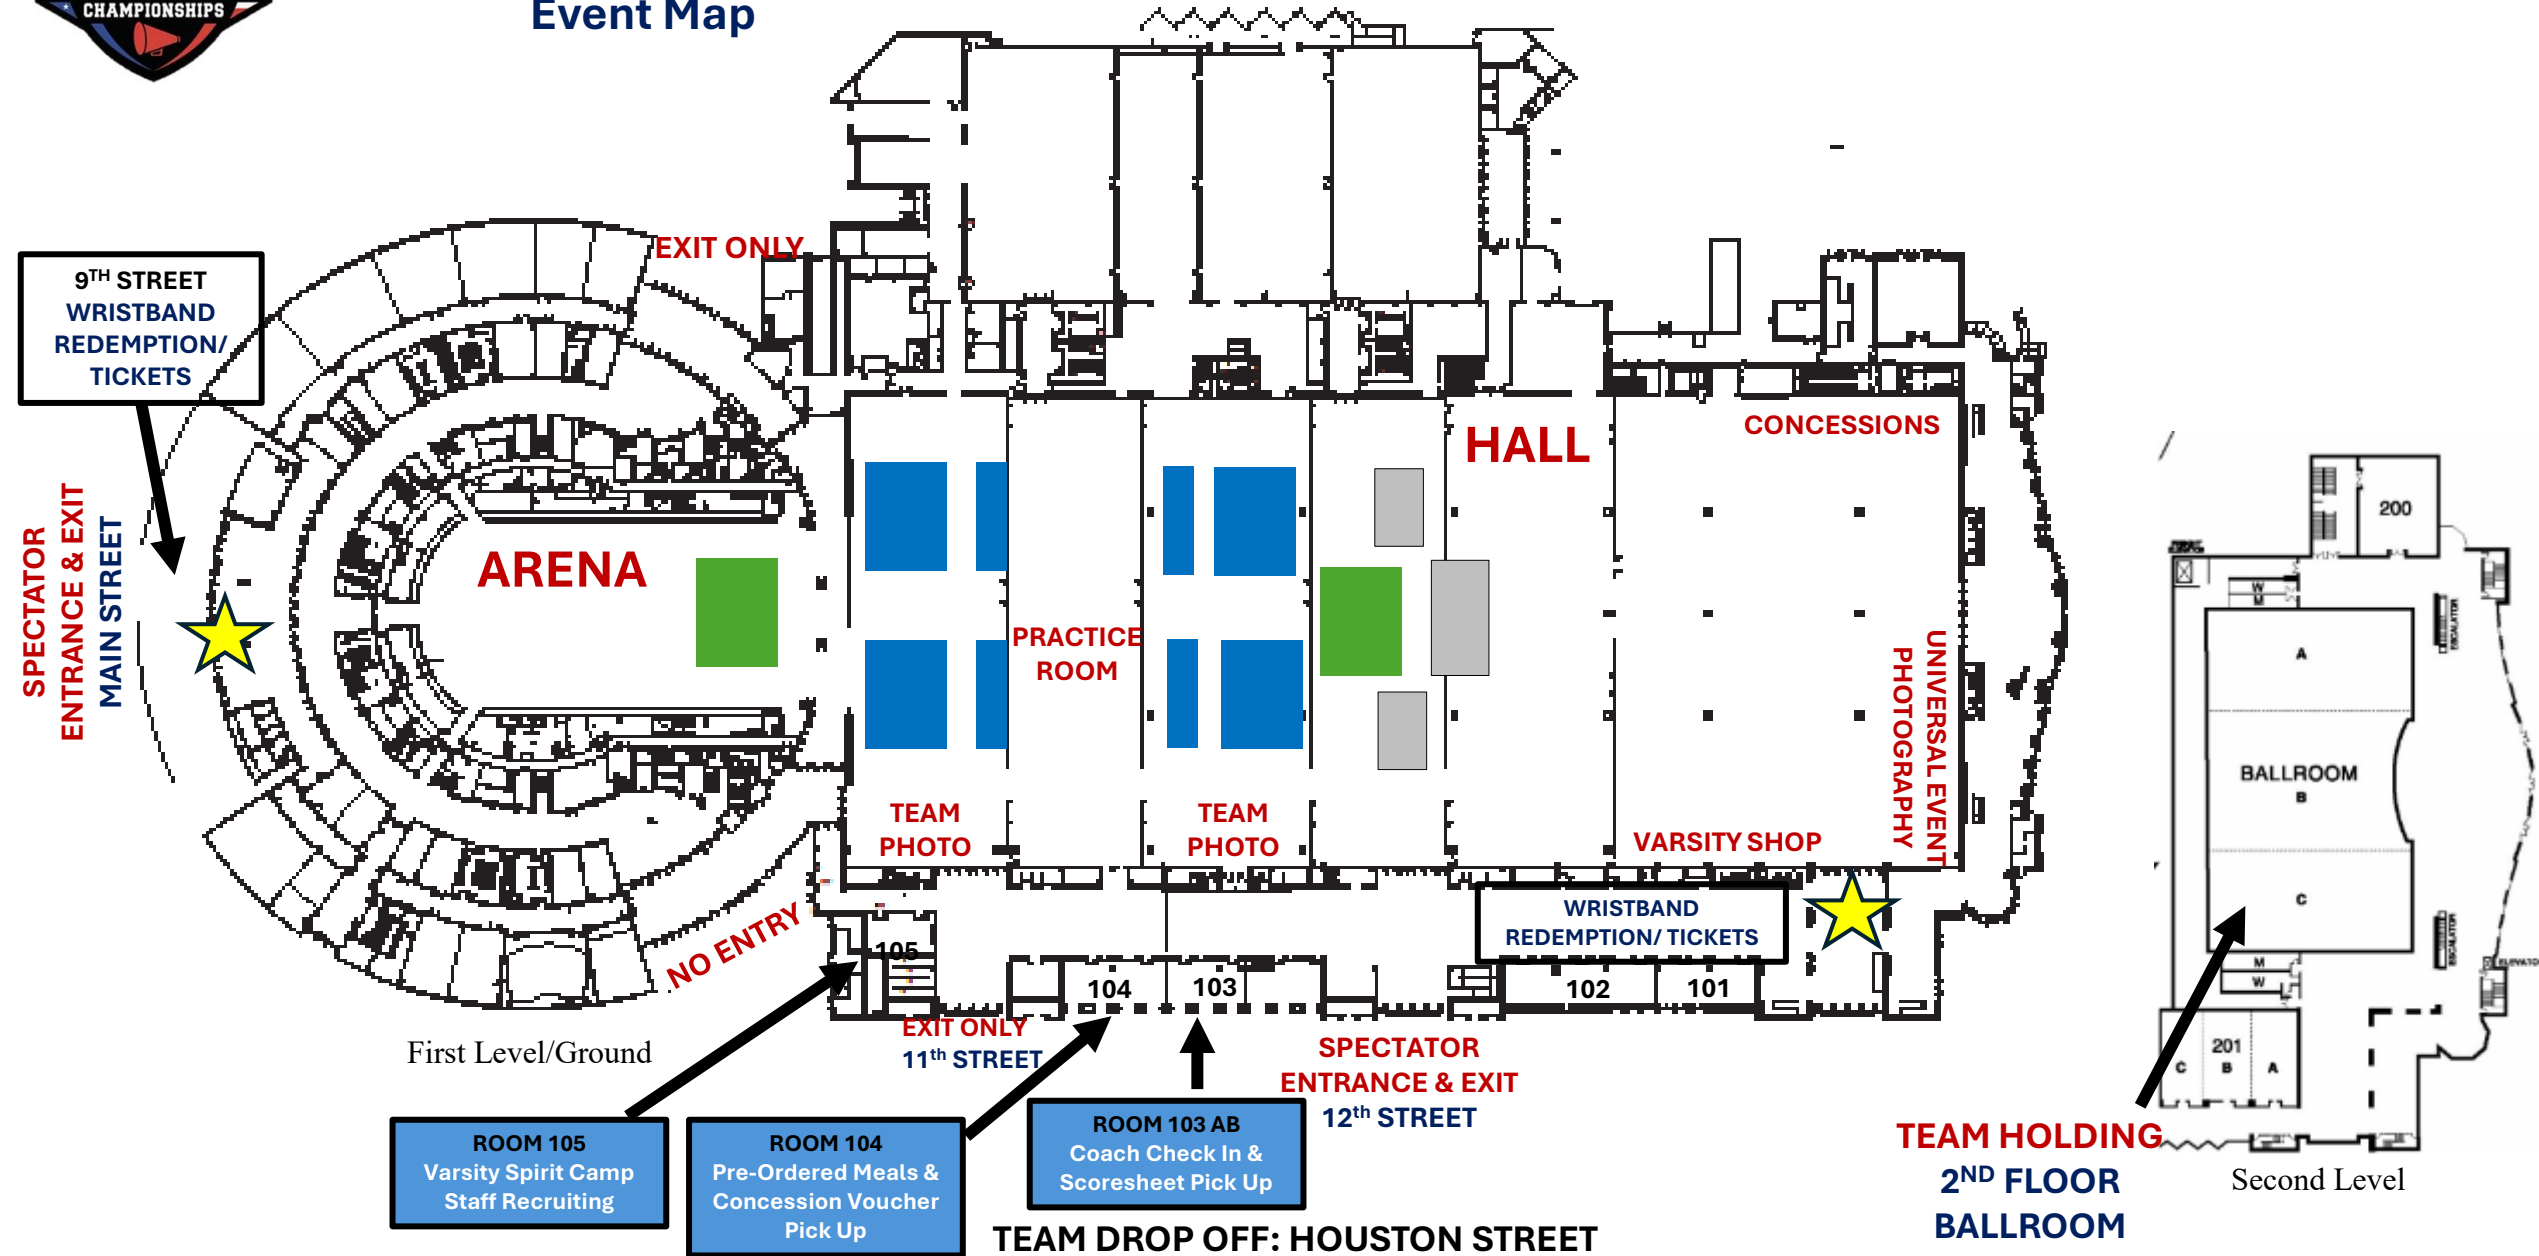 CHAMPIONSHIPS
Event Map
EXIT ONLY
9TH STREET
WRISTBAND
REDEMPTION/
TICKETS
SPECTATOR
ENTRANCE & EXIT
MAIN STREET
ARENA
HALL
CONCESSIONS
PRACTICE
ROOM
TEAM
PHOTO
TEAM
PHOTO
VARSITY SHOP
UNIVERSAL EVENT
PHOTOGRAPHY
NO ENTRY
WRISTBAND
REDEMPTION/ TICKETS
105
104
103
102
101
EXIT ONLY
11th STREET
SPECTATOR
ENTRANCE & EXIT
12th STREET
First Level/Ground
ROOM 105
Varsity Spirit Camp
Staff Recruiting
ROOM 104
Pre-Ordered Meals &
Concession Voucher
Pick Up
ROOM 103 AB
Coach Check In &
Scoresheet Pick Up
TEAM DROP OFF: HOUSTON STREET
200
W
M
ESCALATOR
A
BALLROOM
B
C
ESCALATOR
ELEVATO
M
W
201
C B A
TEAM HOLDING
2ND FLOOR
BALLROOM
Second Level